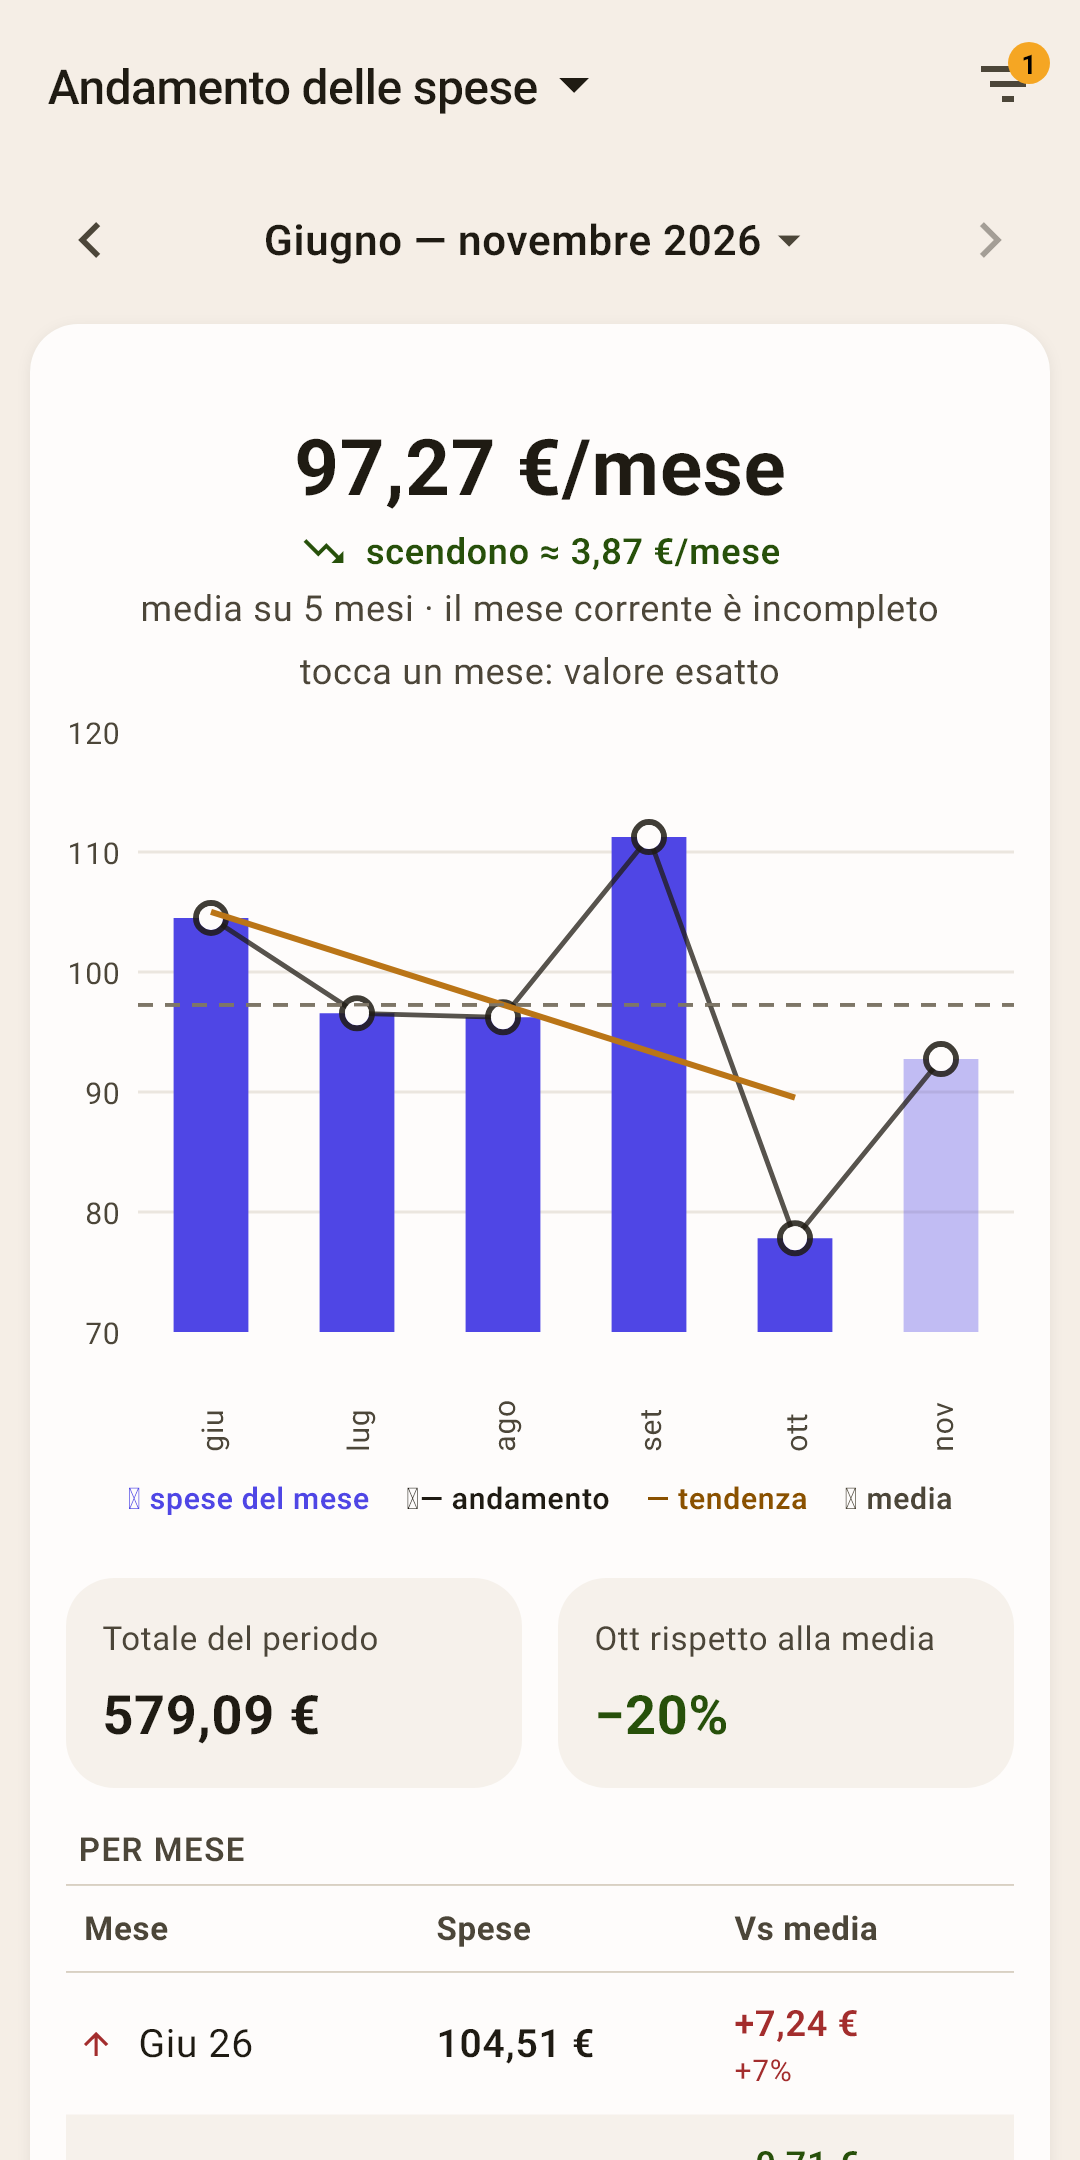 Andamento delle spese
1
Giugno — novembre 2026
97,27 €/mese
scendono ≈ 3,87 €/mese
media su 5 mesi · il mese corrente è incompleto
tocca un mese: valore esatto
120
110
100
90
80
70
giu
lug
ago
set
ott
nov
spese del mese — andamento — tendenza media
Totale del periodo
579,09 €
Ott rispetto alla media
−20%
PER MESE
Mese Spese Vs media
Giu 26 104,51 € +7,24 €
+7%